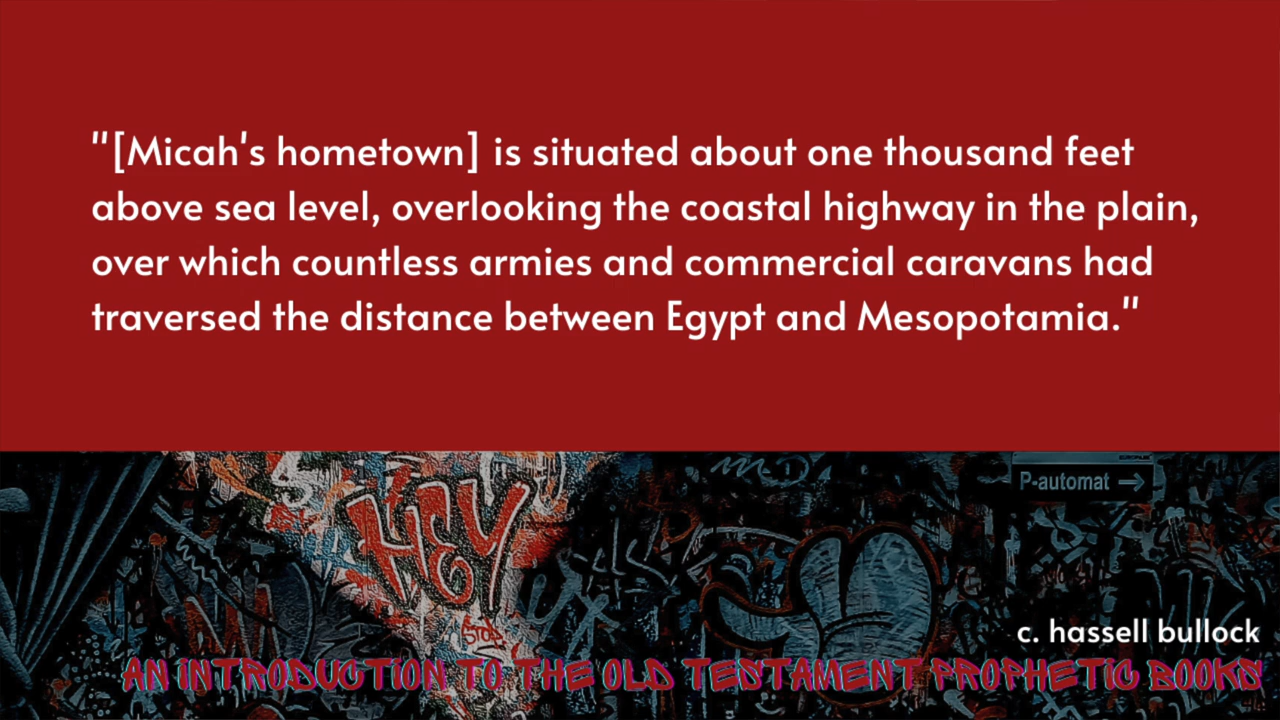 "[Micah's hometown] is situated about one thousand feet
above sea level, overlooking the coastal highway in the plain,
over which countless armies and commercial caravans had
traversed the distance between Egypt and Mesopotamia."
P-automat →
HEY
STOP
c. hassell bullock
AN INTRODUCTION TO THE OLD TESTAMENT PROPHETIC BOOKS